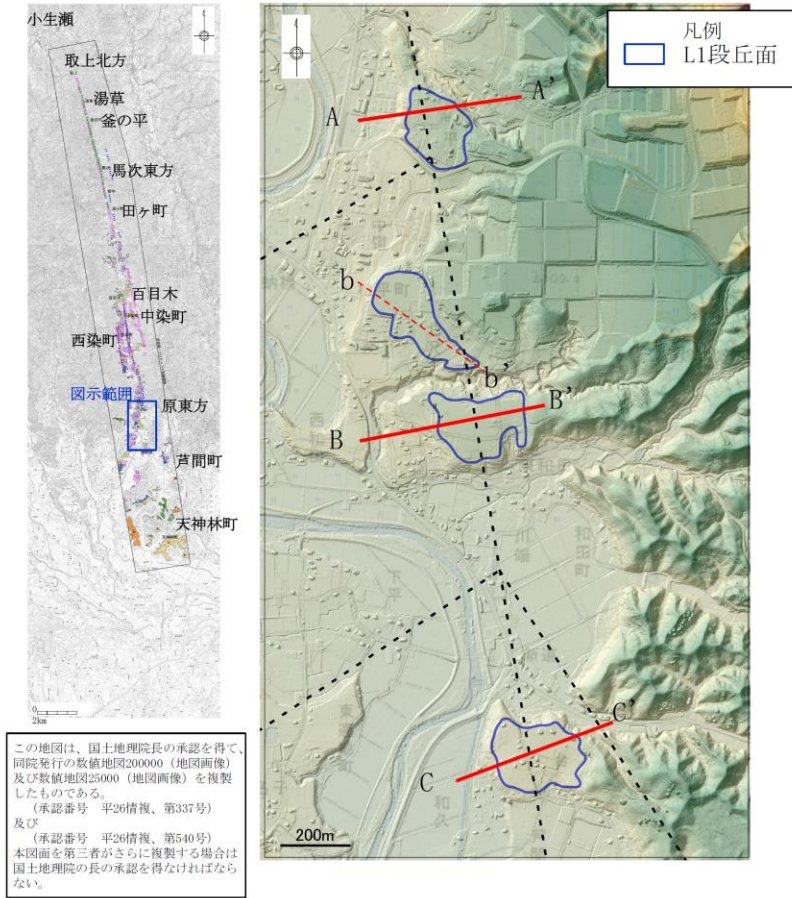 小生瀬
取上北方
湯草
釜の平
馬次東方
田ヶ町
百目木
中染町
西染町
図示範囲
原東方
芦間町
天神林町
0
2km
この地図は、国土地理院長の承認を得て、
同院発行の数値地図200000（地図画像）
及び数値地図25000（地図画像）を複製
したものである。
（承認番号 平26情複、第337号）
及び
（承認番号 平26情複、第540号）
本図面を第三者がさらに複製する場合は
国土地理院の長の承認を得なければなら
ない。
凡例
L1段丘面
A
A'
b
b'
B
B'
川端
和田町
下平
C
C'
和久
200m